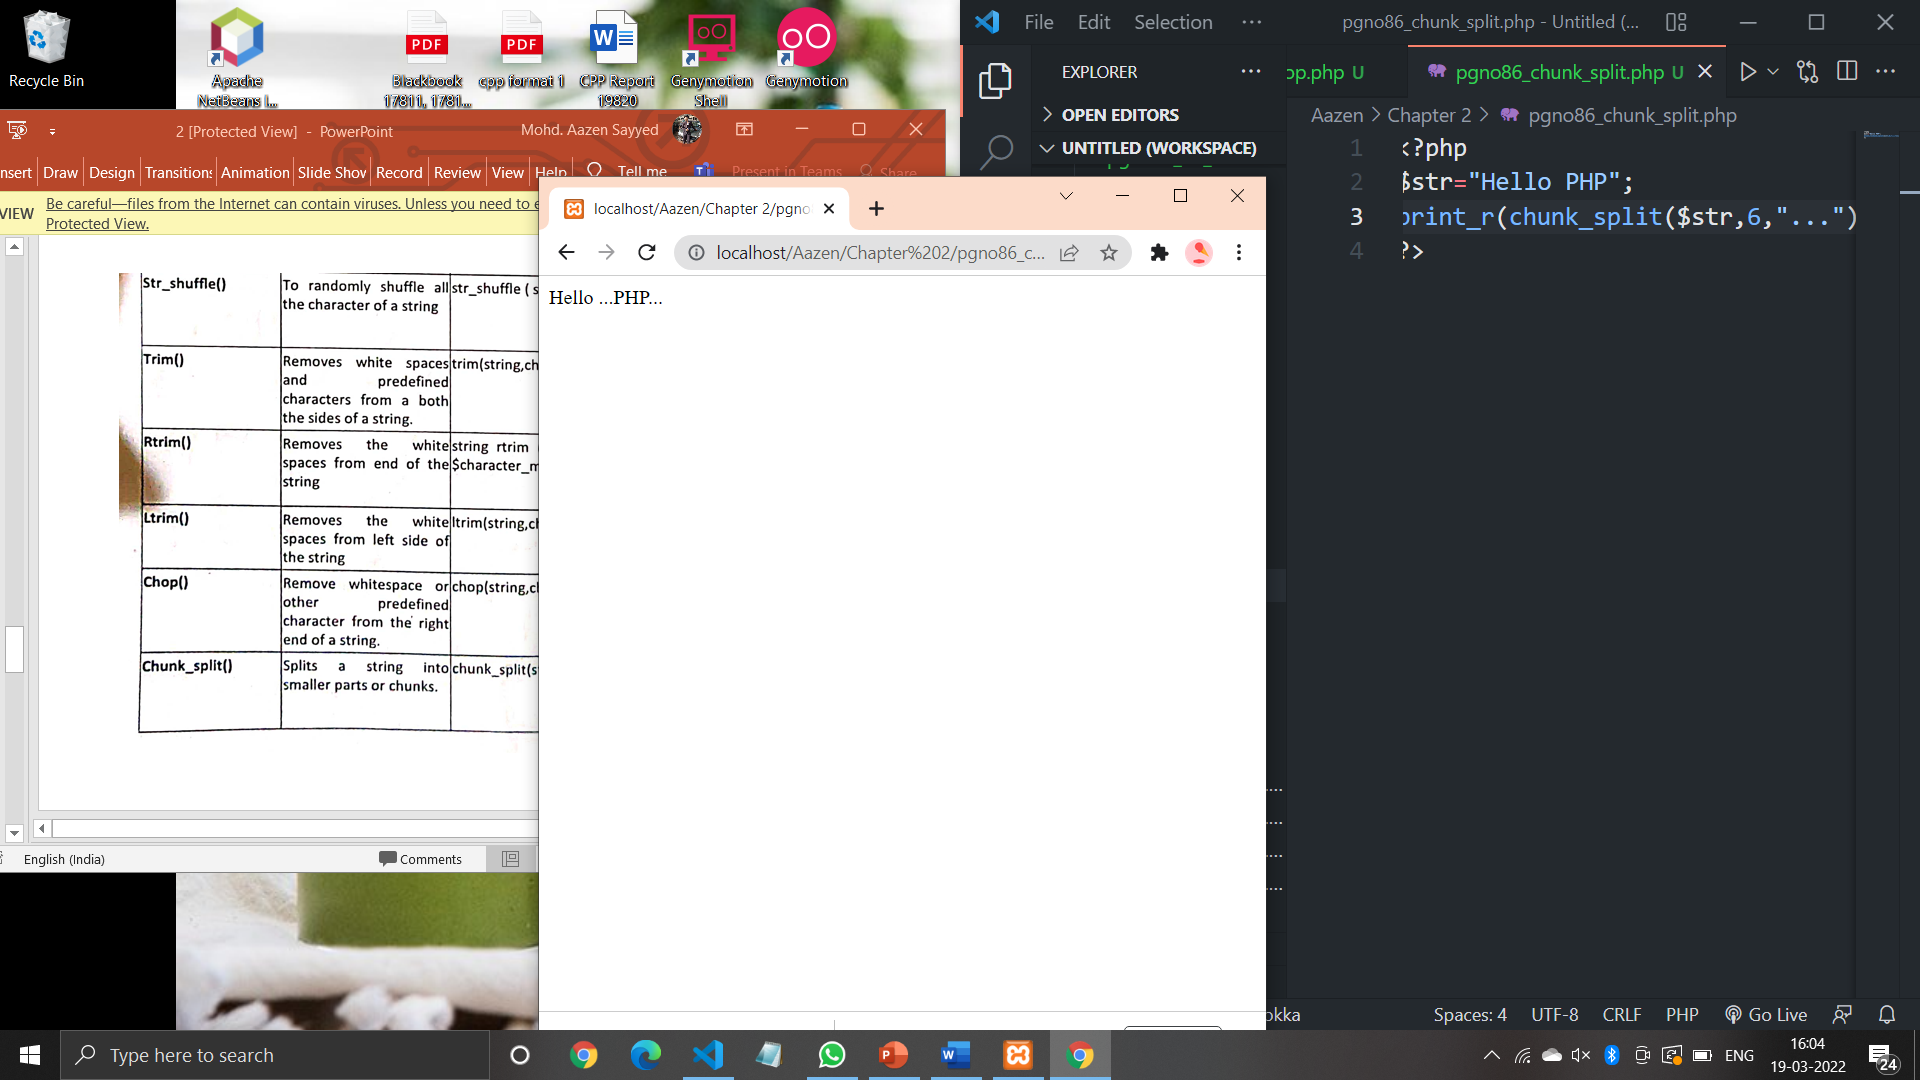 Recycle Bin
Apache
NetBeans I...
Blackbook
17811, 1781...
cpp format 1
CPP Report
19820
Genymotion
Shell
Genymotion
2 [Protected View] - PowerPoint
Mohd. Aazen Sayyed
nsert Draw Design Transitions Animation Slide Shov Record Review View Help Tell me Present in Teams Share
VIEW
Be careful—files from the Internet can contain viruses. Unless you need to e
Protected View.
Str_shuffle()
To randomly shuffle all
the character of a string
str_shuffle ( s
Trim()
Removes white spaces
and predefined
characters from a both
the sides of a string.
trim(string,ch
Rtrim()
Removes the white
spaces from end of the
string
string rtrim
$character_m
Ltrim()
Removes the white
spaces from left side of
the string
ltrim(string,ch
Chop()
Remove whitespace or
other predefined
character from the right
end of a string.
chop(string,cl
Chunk_split()
Splits a string into
smaller parts or chunks.
chunk_split(s
English (India)
Comments
localhost/Aazen/Chapter 2/pgno
localhost/Aazen/Chapter%202/pgno86_c...
Hello ...PHP...
File Edit Selection ...
pgno86_chunk_split.php - Untitled (...
EXPLORER
OPEN EDITORS
UNTITLED (WORKSPACE)
op.php U
pgno86_chunk_split.php U
Aazen > Chapter 2 > pgno86_chunk_split.php
1 <?php
2 $str="Hello PHP";
3 print_r(chunk_split($str,6,"...")
4 ?>
okka
Spaces: 4 UTF-8 CRLF PHP Go Live
Type here to search
ENG
16:04
19-03-2022
24